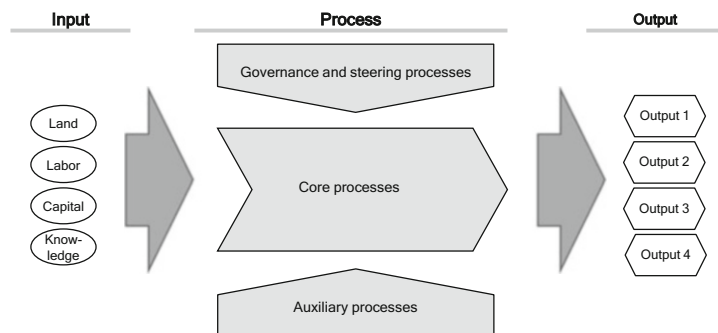 Input
Process
Output
Governance and steering processes
Land
Labor
Capital
Know-
ledge
Core processes
Auxiliary processes
Output 1
Output 2
Output 3
Output 4